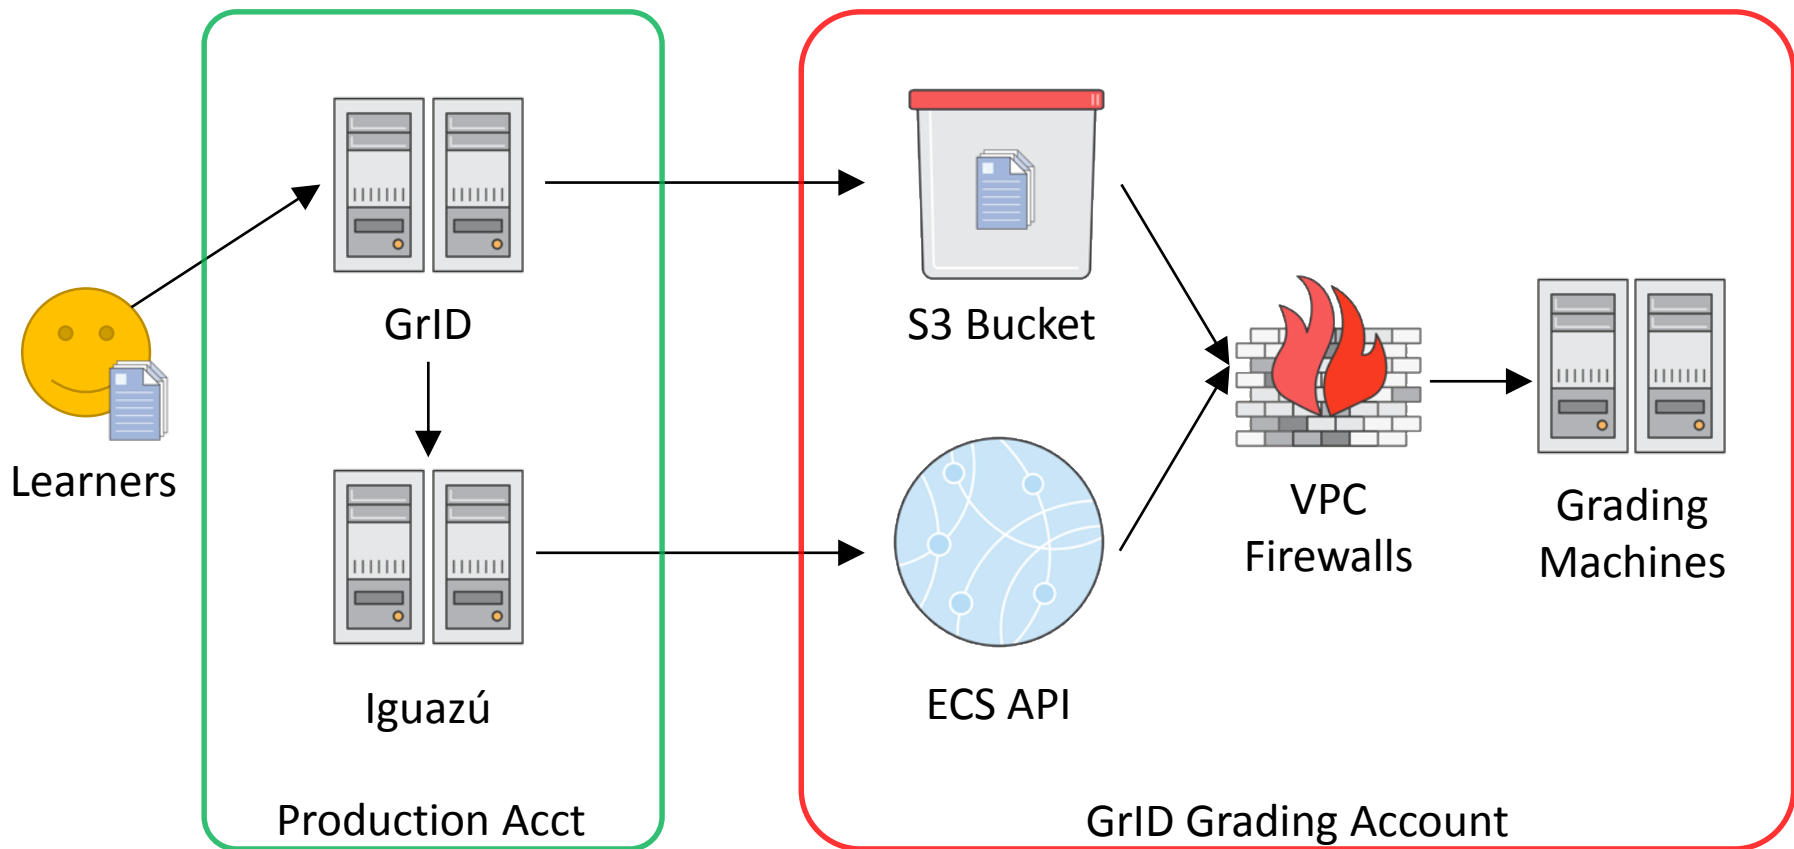 Learners
GrID
Iguazú
Production Acct
S3 Bucket
ECS API
VPC
Firewalls
Grading
Machines
GrID Grading Account